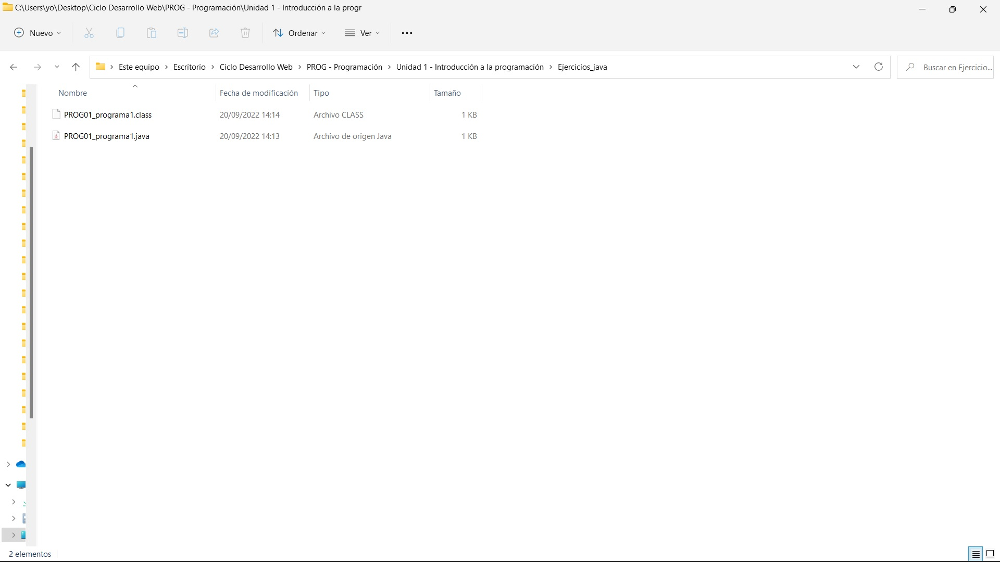 C:\Users\yo\Desktop\Ciclo Desarrollo Web\PROG - Programación\Unidad 1 - Introducción a la progr
Nuevo Ordenar Ver
Este equipo > Escritorio > Ciclo Desarrollo Web > PROG - Programación > Unidad 1 - Introducción a la programación > Ejercicios_java Buscar en Ejercicio...
Nombre Fecha de modificación Tipo Tamaño
PROG01_programa1.class 20/09/2022 14:14 Archivo CLASS 1 KB
PROG01_programa1.java 20/09/2022 14:13 Archivo de origen Java 1 KB
2 elementos